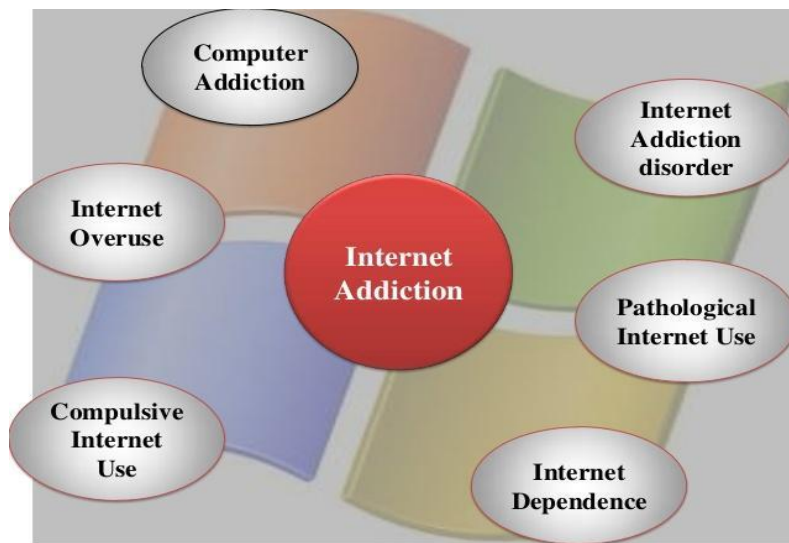 Computer
Addiction
Internet
Addiction
disorder
Internet
Overuse
Internet
Addiction
Pathological
Internet Use
Compulsive
Internet
Use
Internet
Dependence